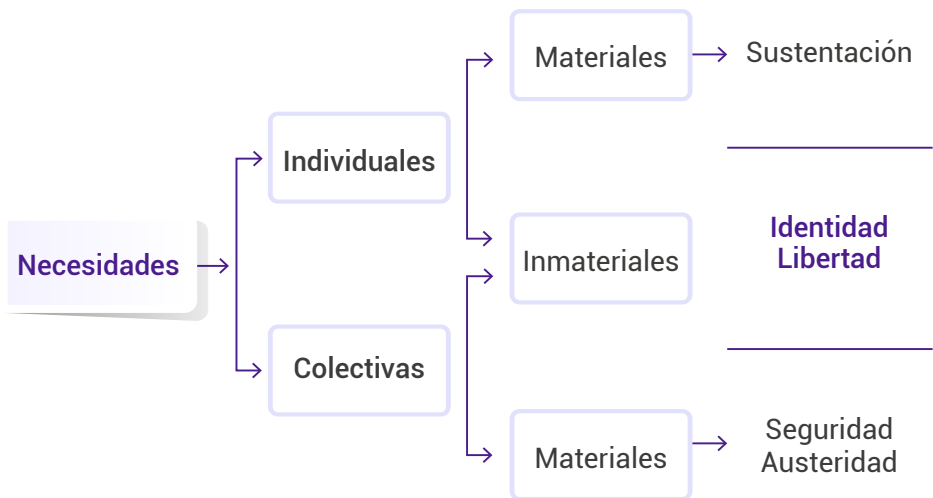 Necesidades
Individuales
Colectivas
Materiales
Inmateriales
Materiales
Sustentación
Identidad
Libertad
Seguridad
Austeridad